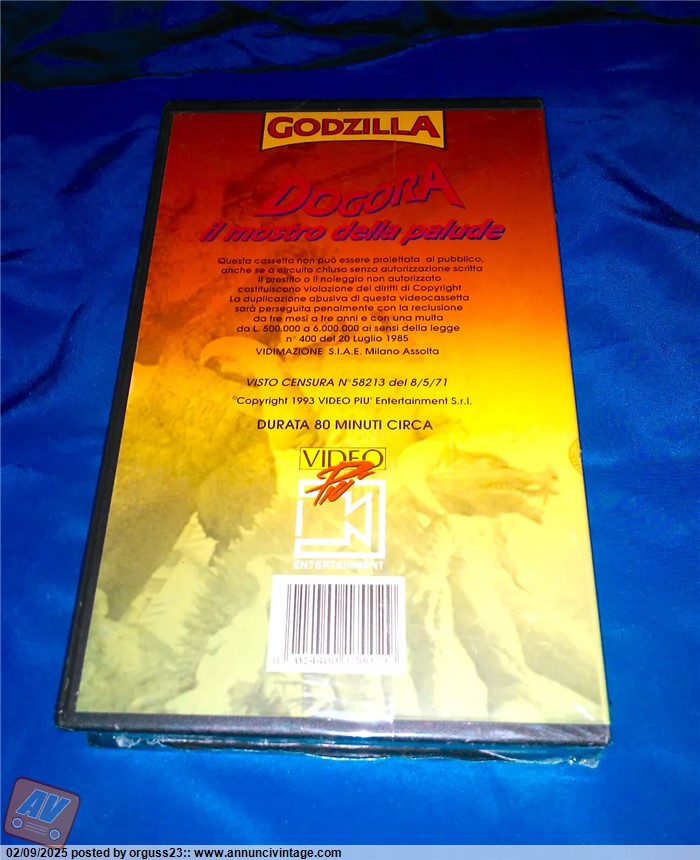 GODZILLA
DOGORA
il mostro della palude
Questa cassetta non può essere proiettata al pubblico,
anche se a circuito chiuso senza autorizzazione scritta
Il prestito o il noleggio non autorizzato
costituiscono violazione dei diritti di Copyright
La duplicazione abusiva di questa videocassetta
sarà perseguita penalmente con la reclusione
da tre mesi a tre anni e con una multa
da L. 500.000 a 6.000.000 ai sensi della legge
n° 400 del 20 Luglio 1985
VIDIMAZIONE S.I.A.E. Milano Assolta
VISTO CENSURA N° 58213 del 8/5/71
©Copyright 1993 VIDEO PIU' Entertainment S.r.l.
DURATA 80 MINUTI CIRCA
VIDEO
Più
ENTERTAINMENT
AV
02/09/2025 posted by orguss23:: www.annuncivintage.com